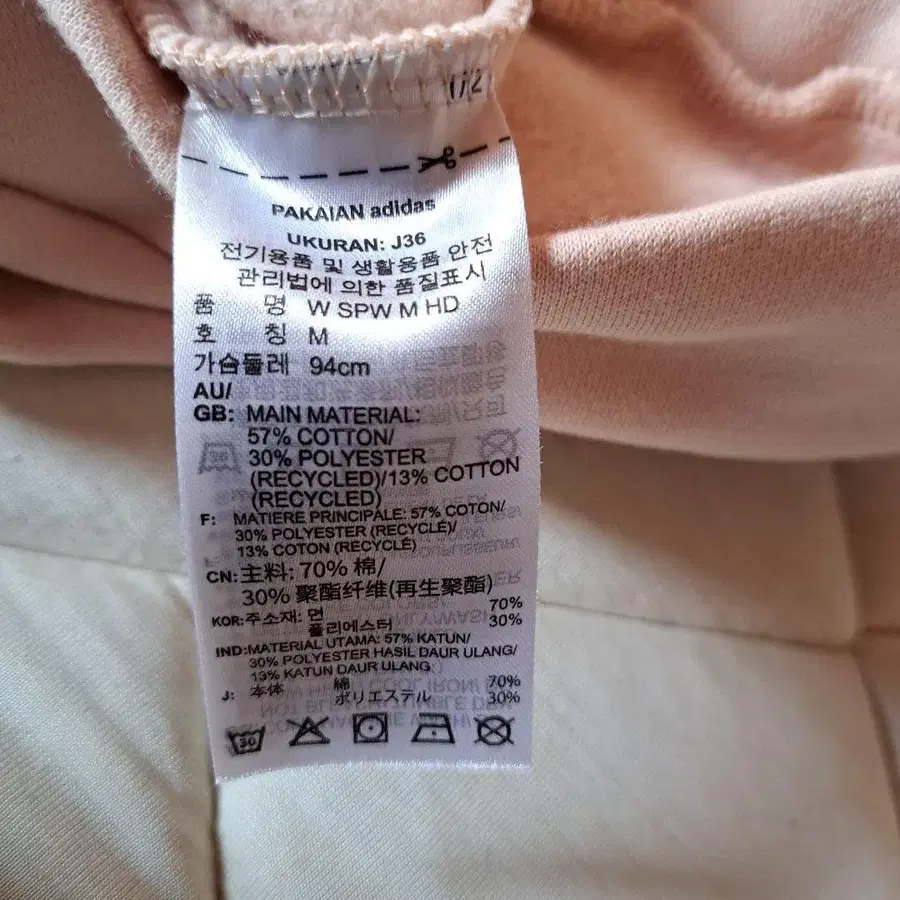 1/2
PAKAIAN adidas
UKURAN: J36
전기용품 및 생활용품 안전
관리법에 의한 품질표시
품 명 W SPW M HD
호 칭 M
가슴둘레 94cm
AU/
GB: MAIN MATERIAL:
57% COTTON/
30% POLYESTER
(RECYCLED)/13% COTTON
(RECYCLED)
F: MATIERE PRINCIPALE: 57% COTON/
30% POLYESTER (RECYCLÉ)/
13% COTON (RECYCLÉ)
CN: 主料: 70% 棉/
30% 聚酯纤维(再生聚酯)
KOR: 주소재: 면 70%
폴리에스터 30%
IND: MATERIAL UTAMA: 57% KATUN/
30% POLYESTER HASIL DAUR ULANG/
13% KATUN DAUR ULANG
J: 本体 綿 70%
ポリエステル 30%
30